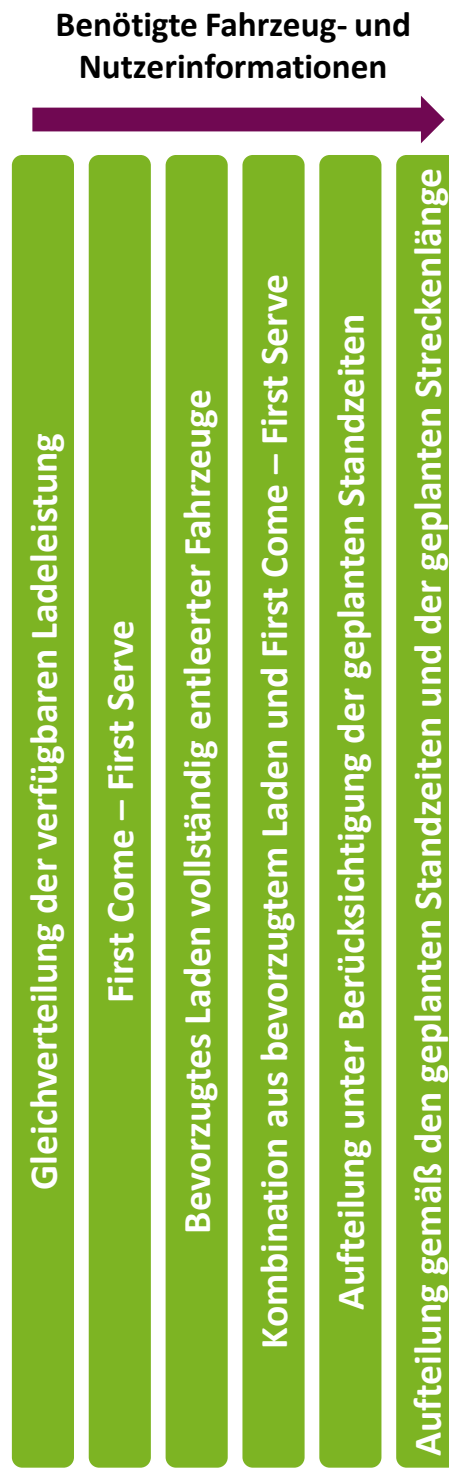 Benötigte Fahrzeug- und
Nutzerinformationen
Gleichverteilung der verfügbaren Ladeleistung
First Come – First Serve
Bevorzugtes Laden vollständig entleerter Fahrzeuge
Kombination aus bevorzugtem Laden und First Come – First Serve
Aufteilung unter Berücksichtigung der geplanten Standzeiten
Aufteilung gemäß den geplanten Standzeiten und der geplanten Streckenlänge